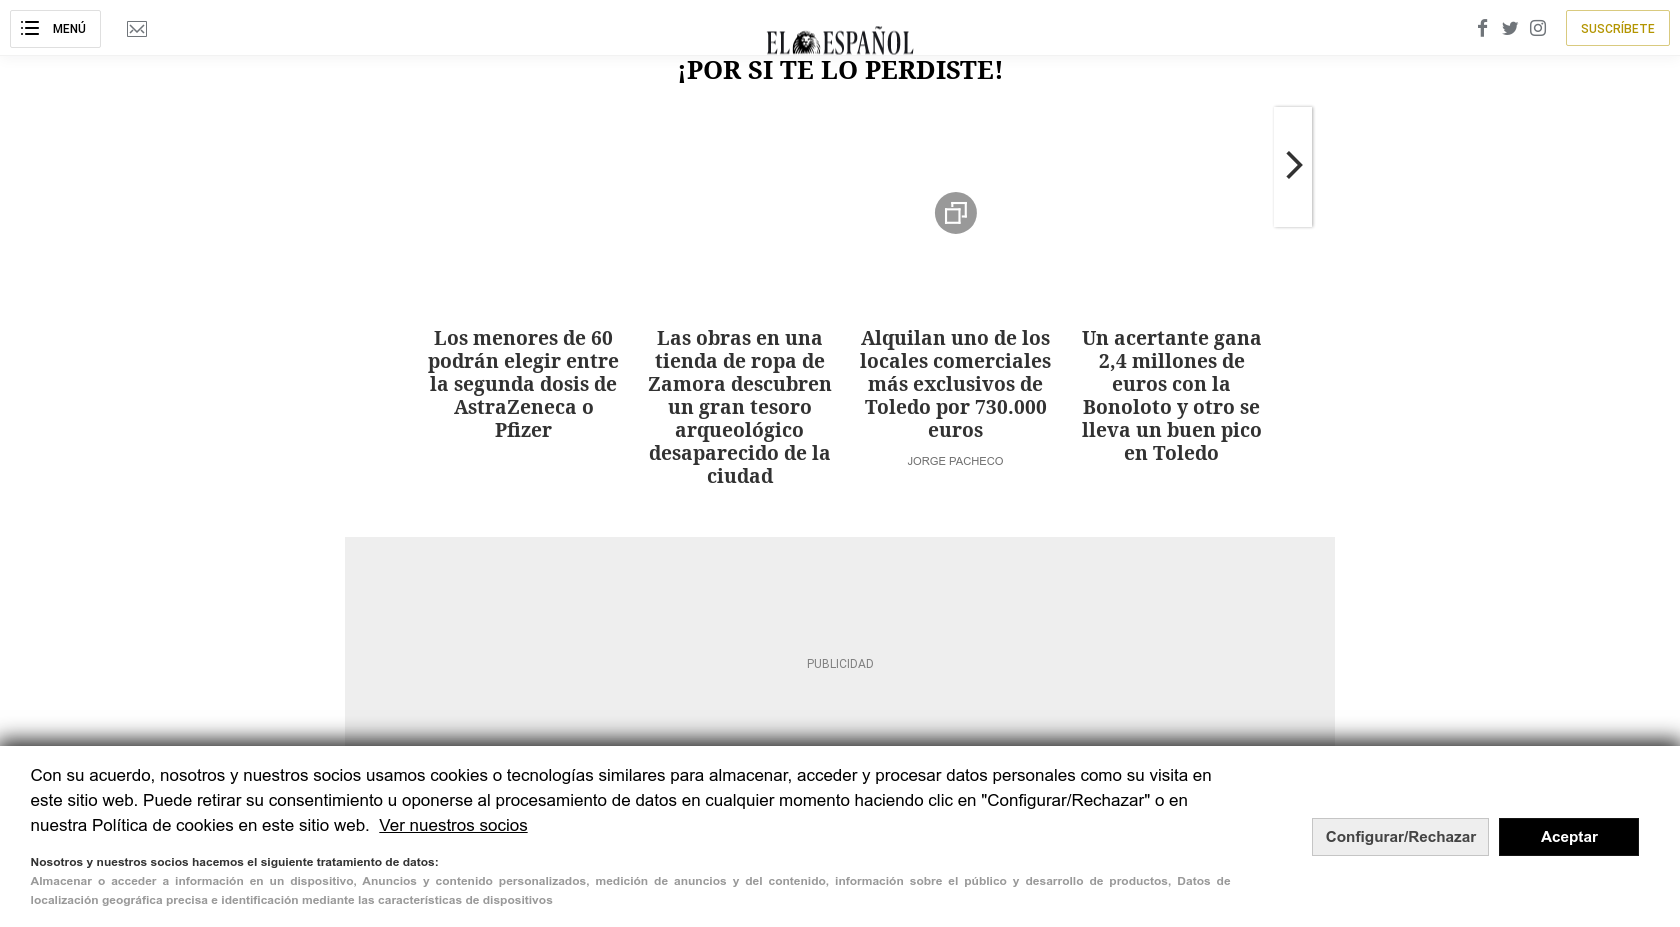 MENÚ
EL ESPAÑOL
SUSCRÍBETE
¡POR SI TE LO PERDISTE!
Los menores de 60
podrán elegir entre
la segunda dosis de
AstraZeneca o
Pfizer
Las obras en una
tienda de ropa de
Zamora descubren
un gran tesoro
arqueológico
desaparecido de la
ciudad
Alquilan uno de los
locales comerciales
más exclusivos de
Toledo por 730.000
euros
JORGE PACHECO
Un acertante gana
2,4 millones de
euros con la
Bonoloto y otro se
lleva un buen pico
en Toledo
PUBLICIDAD
Con su acuerdo, nosotros y nuestros socios usamos cookies o tecnologías similares para almacenar, acceder y procesar datos personales como su visita en
este sitio web. Puede retirar su consentimiento u oponerse al procesamiento de datos en cualquier momento haciendo clic en "Configurar/Rechazar" o en
nuestra Política de cookies en este sitio web. Ver nuestros socios
Configurar/Rechazar
Aceptar
Nosotros y nuestros socios hacemos el siguiente tratamiento de datos:
Almacenar o acceder a información en un dispositivo, Anuncios y contenido personalizados, medición de anuncios y del contenido, información sobre el público y desarrollo de productos, Datos de
localización geográfica precisa e identificación mediante las características de dispositivos